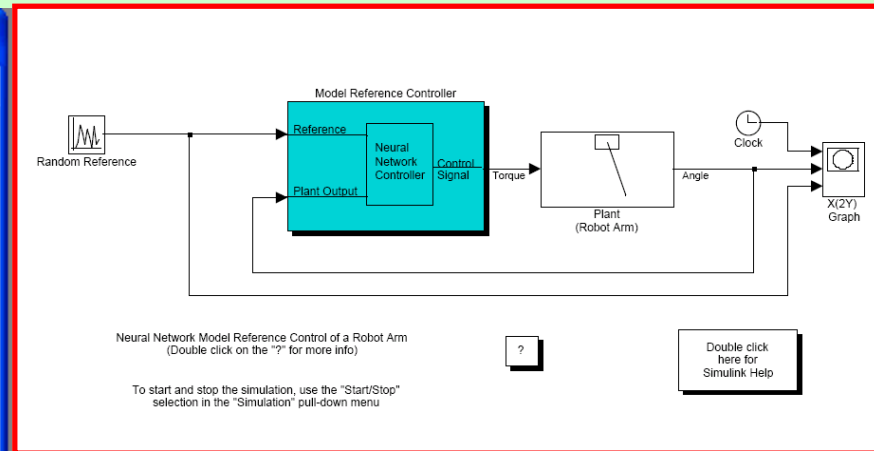 Model Reference Controller
Random Reference
Reference
Plant Output
Neural
Network
Controller
Control
Signal
Torque
Plant
(Robot Arm)
Angle
Clock
X(2Y)
Graph
Neural Network Model Reference Control of a Robot Arm
(Double click on the "?" for more info)
To start and stop the simulation, use the "Start/Stop"
selection in the "Simulation" pull-down menu
?
Double click
here for
Simulink Help